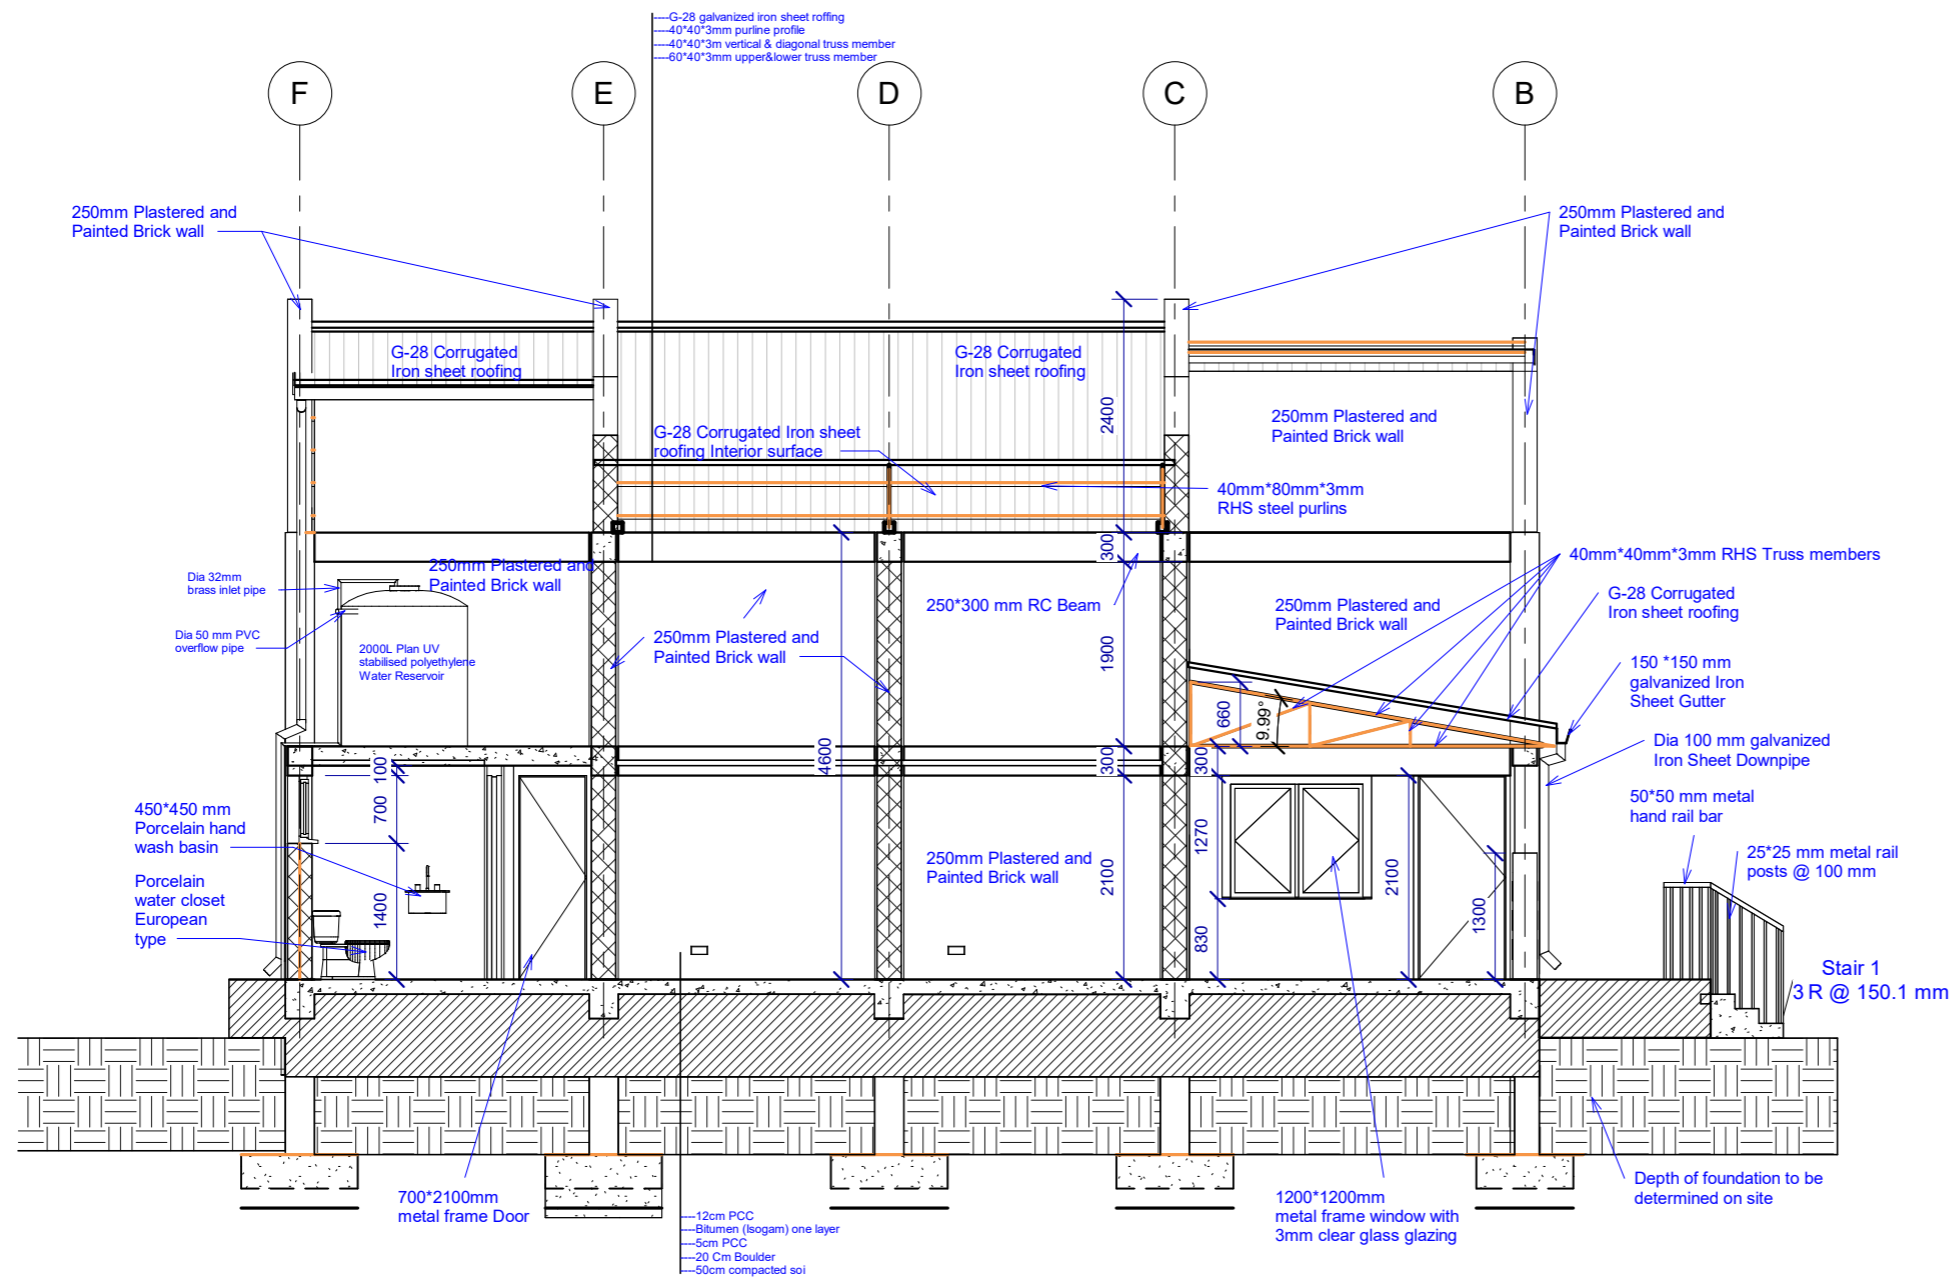 ----G-28 galvanized iron sheet roffing
----40*40*3mm purline profile
----40*40*3m vertical & diagonal truss member
----60*40*3mm upper&lower truss member
F
E
D
C
B
250mm Plastered and
Painted Brick wall
250mm Plastered and
Painted Brick wall
G-28 Corrugated
Iron sheet roofing
G-28 Corrugated
Iron sheet roofing
2400
250mm Plastered and
Painted Brick wall
G-28 Corrugated Iron sheet
roofing Interior surface
40mm*80mm*3mm
RHS steel purlins
300
40mm*40mm*3mm RHS Truss members
250mm Plastered and
Painted Brick wall
Dia 32mm
brass inlet pipe
250*300 mm RC Beam
250mm Plastered and
Painted Brick wall
G-28 Corrugated
Iron sheet roofing
Dia 50 mm PVC
overflow pipe
2000L Plan UV
stabilised polyethylene
Water Reservoir
250mm Plastered and
Painted Brick wall
1900
150 *150 mm
galvanized Iron
Sheet Gutter
660
9.99°
Dia 100 mm galvanized
Iron Sheet Downpipe
4600
300
300
100
700
450*450 mm
Porcelain hand
wash basin
50*50 mm metal
hand rail bar
1270
250mm Plastered and
Painted Brick wall
2100
2100
25*25 mm metal rail
posts @ 100 mm
Porcelain
water closet
European
type
1400
1300
830
Stair 1
3 R @ 150.1 mm
700*2100mm
metal frame Door
1200*1200mm
metal frame window with
3mm clear glass glazing
Depth of foundation to be
determined on site
----12cm PCC
----Bitumen (Isogam) one layer
----5cm PCC
----20 Cm Boulder
----50cm compacted soi